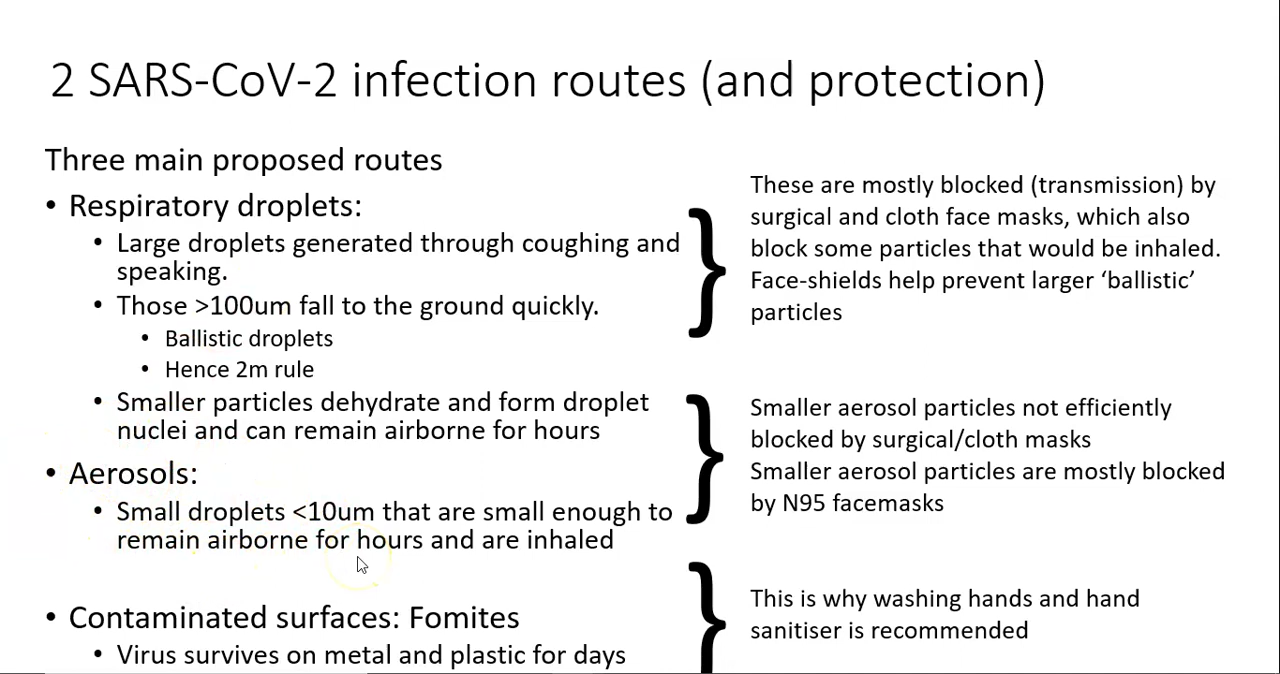 2 SARS-CoV-2 infection routes (and protection)
Three main proposed routes
• Respiratory droplets:
• Large droplets generated through coughing and
speaking.
• Those >100um fall to the ground quickly.
• Ballistic droplets
• Hence 2m rule
• Smaller particles dehydrate and form droplet
nuclei and can remain airborne for hours
• Aerosols:
• Small droplets <10um that are small enough to
remain airborne for hours and are inhaled
• Contaminated surfaces: Fomites
• Virus survives on metal and plastic for days
These are mostly blocked (transmission) by
surgical and cloth face masks, which also
block some particles that would be inhaled.
Face-shields help prevent larger ‘ballistic’
particles
Smaller aerosol particles not efficiently
blocked by surgical/cloth masks
Smaller aerosol particles are mostly blocked
by N95 facemasks
This is why washing hands and hand
sanitiser is recommended